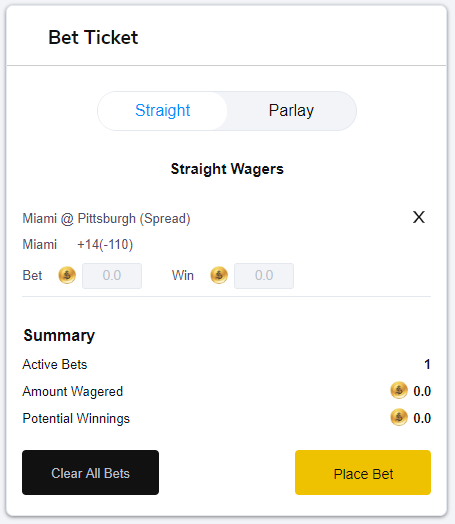 Bet Ticket
Straight Parlay
Straight Wagers
Miami @ Pittsburgh (Spread) X
Miami +14(-110)
Bet 0.0 Win 0.0
Summary
Active Bets 1
Amount Wagered 0.0
Potential Winnings 0.0
Clear All Bets Place Bet